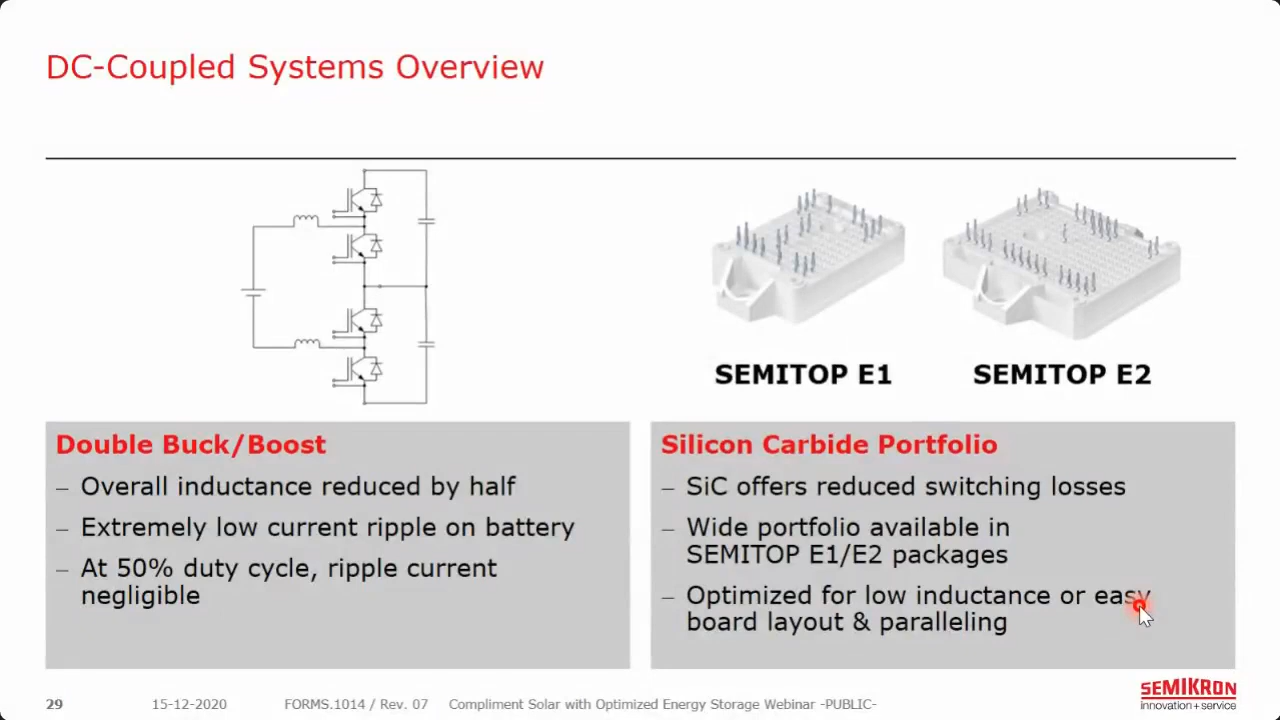 DC-Coupled Systems Overview
SEMITOP E1
SEMITOP E2
Double Buck/Boost
– Overall inductance reduced by half
– Extremely low current ripple on battery
– At 50% duty cycle, ripple current
negligible
Silicon Carbide Portfolio
– SiC offers reduced switching losses
– Wide portfolio available in
SEMITOP E1/E2 packages
– Optimized for low inductance or easy
board layout & paralleling
29
15-12-2020
FORMS.1014 / Rev. 07
Compliment Solar with Optimized Energy Storage Webinar -PUBLIC-
SEMIKRON
innovation+service